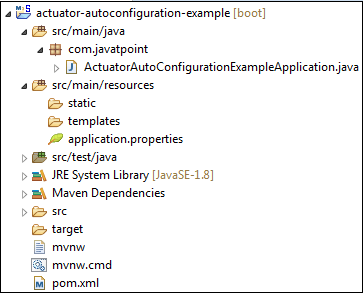 actuator-autoconfiguration-example [boot]
src/main/java
com.javatpoint
ActuatorAutoConfigurationExampleApplication.java
src/main/resources
static
templates
application.properties
src/test/java
JRE System Library [JavaSE-1.8]
Maven Dependencies
src
target
mvnw
mvnw.cmd
pom.xml